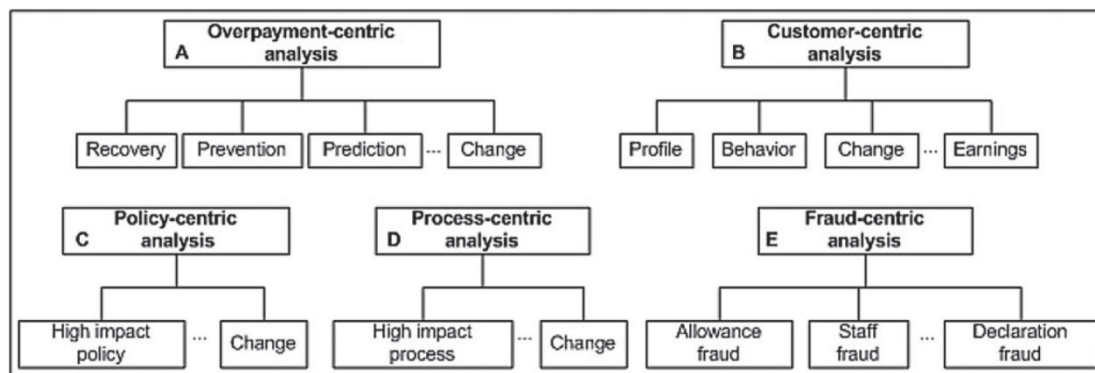 Overpayment-centric
A analysis
Customer-centric
B analysis
Recovery Prevention Prediction ... Change
Profile Behavior Change ... Earnings
Policy-centric
C analysis
Process-centric
D analysis
Fraud-centric
E analysis
High impact
policy
...
Change
High impact
process
...
Change
Allowance
fraud
Staff
fraud
...
Declaration
fraud